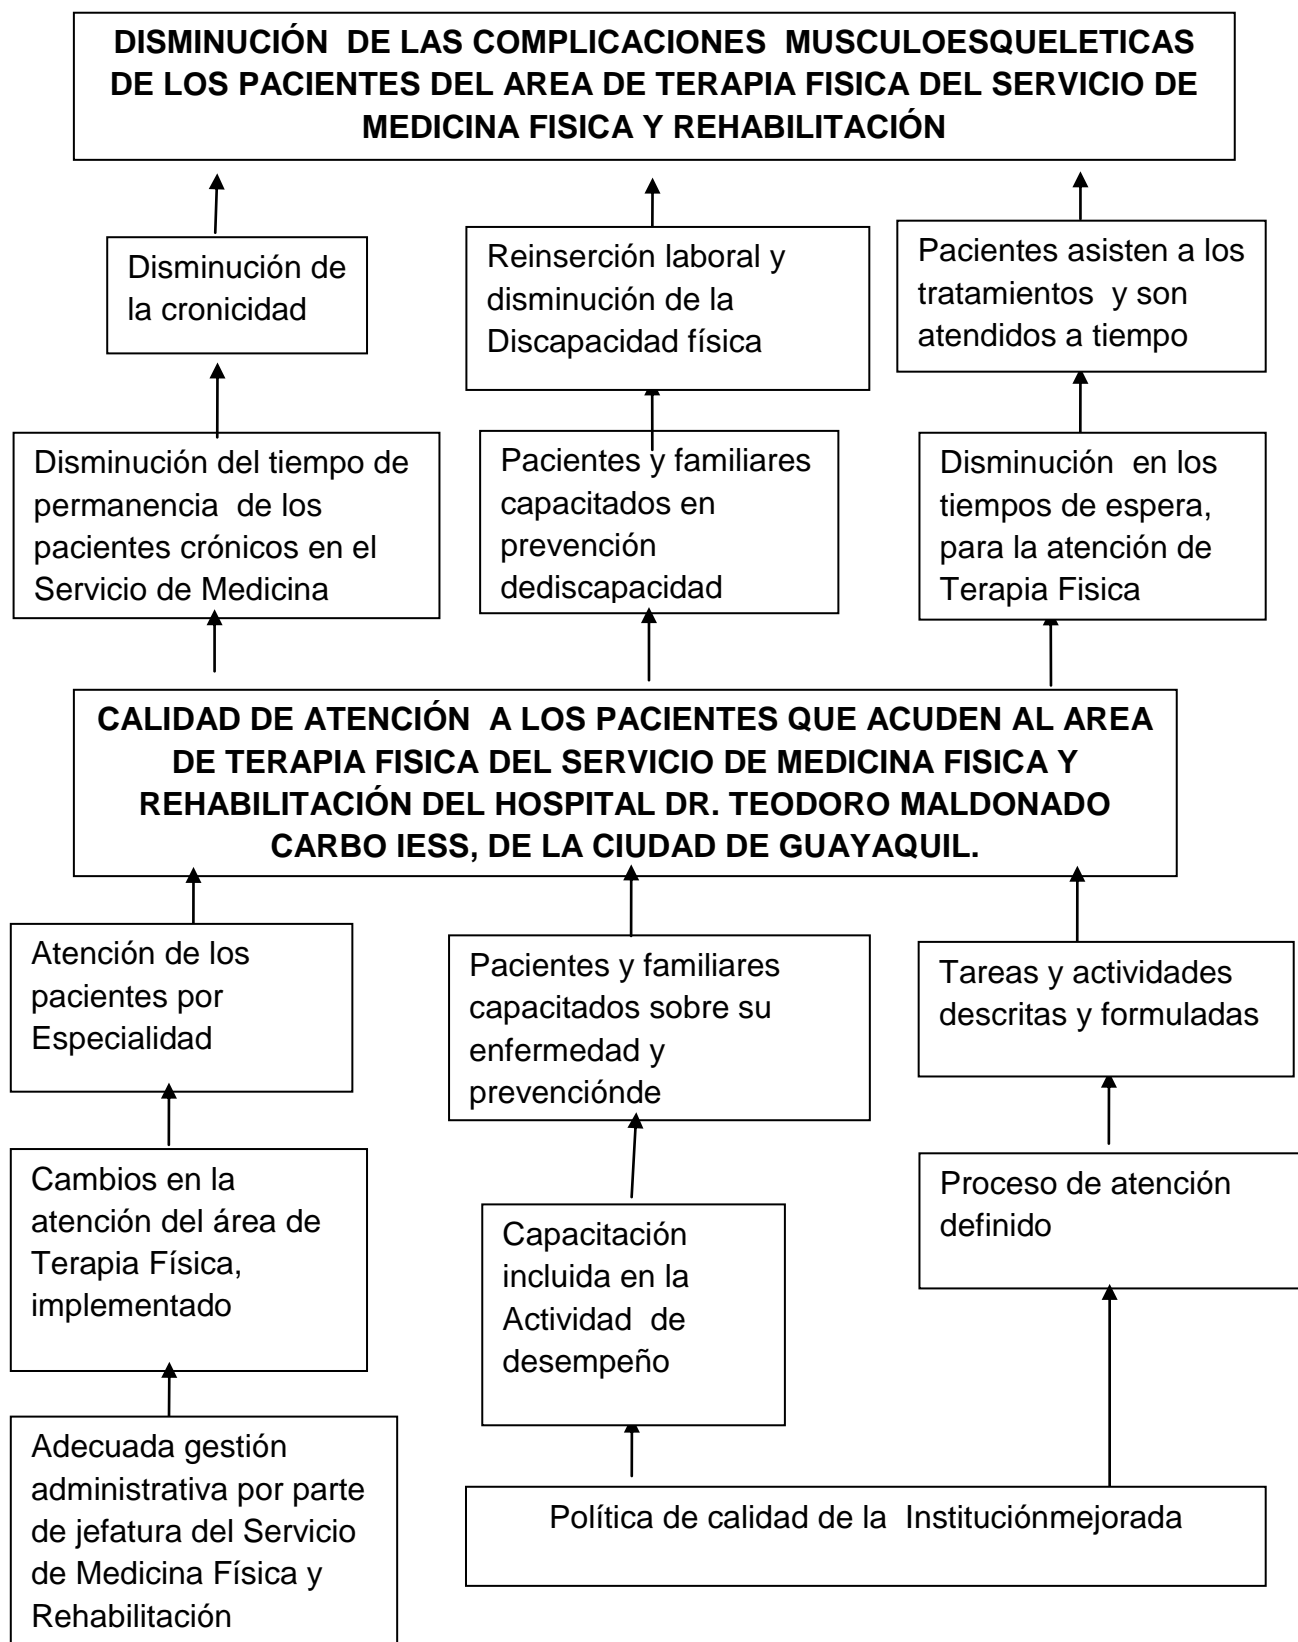 DISMINUCIÓN DE LAS COMPLICACIONES MUSCULOESQUELETICAS
DE LOS PACIENTES DEL AREA DE TERAPIA FISICA DEL SERVICIO DE
MEDICINA FISICA Y REHABILITACIÓN
Disminución de
la cronicidad
Reinserción laboral y
disminución de la
Discapacidad física
Pacientes asisten a los
tratamientos y son
atendidos a tiempo
Disminución del tiempo de
permanencia de los
pacientes crónicos en el
Servicio de Medicina
Pacientes y familiares
capacitados en
prevención
dediscapacidad
Disminución en los
tiempos de espera,
para la atención de
Terapia Fisica
CALIDAD DE ATENCIÓN A LOS PACIENTES QUE ACUDEN AL AREA
DE TERAPIA FISICA DEL SERVICIO DE MEDICINA FISICA Y
REHABILITACIÓN DEL HOSPITAL DR. TEODORO MALDONADO
CARBO IESS, DE LA CIUDAD DE GUAYAQUIL.
Atención de los
pacientes por
Especialidad
Pacientes y familiares
capacitados sobre su
enfermedad y
prevenciónde
Tareas y actividades
descritas y formuladas
Cambios en la
atención del área de
Terapia Física,
implementado
Capacitación
incluida en la
Actividad de
desempeño
Proceso de atención
definido
Adecuada gestión
administrativa por parte
de jefatura del Servicio
de Medicina Física y
Rehabilitación
Política de calidad de la Instituciónmejorada